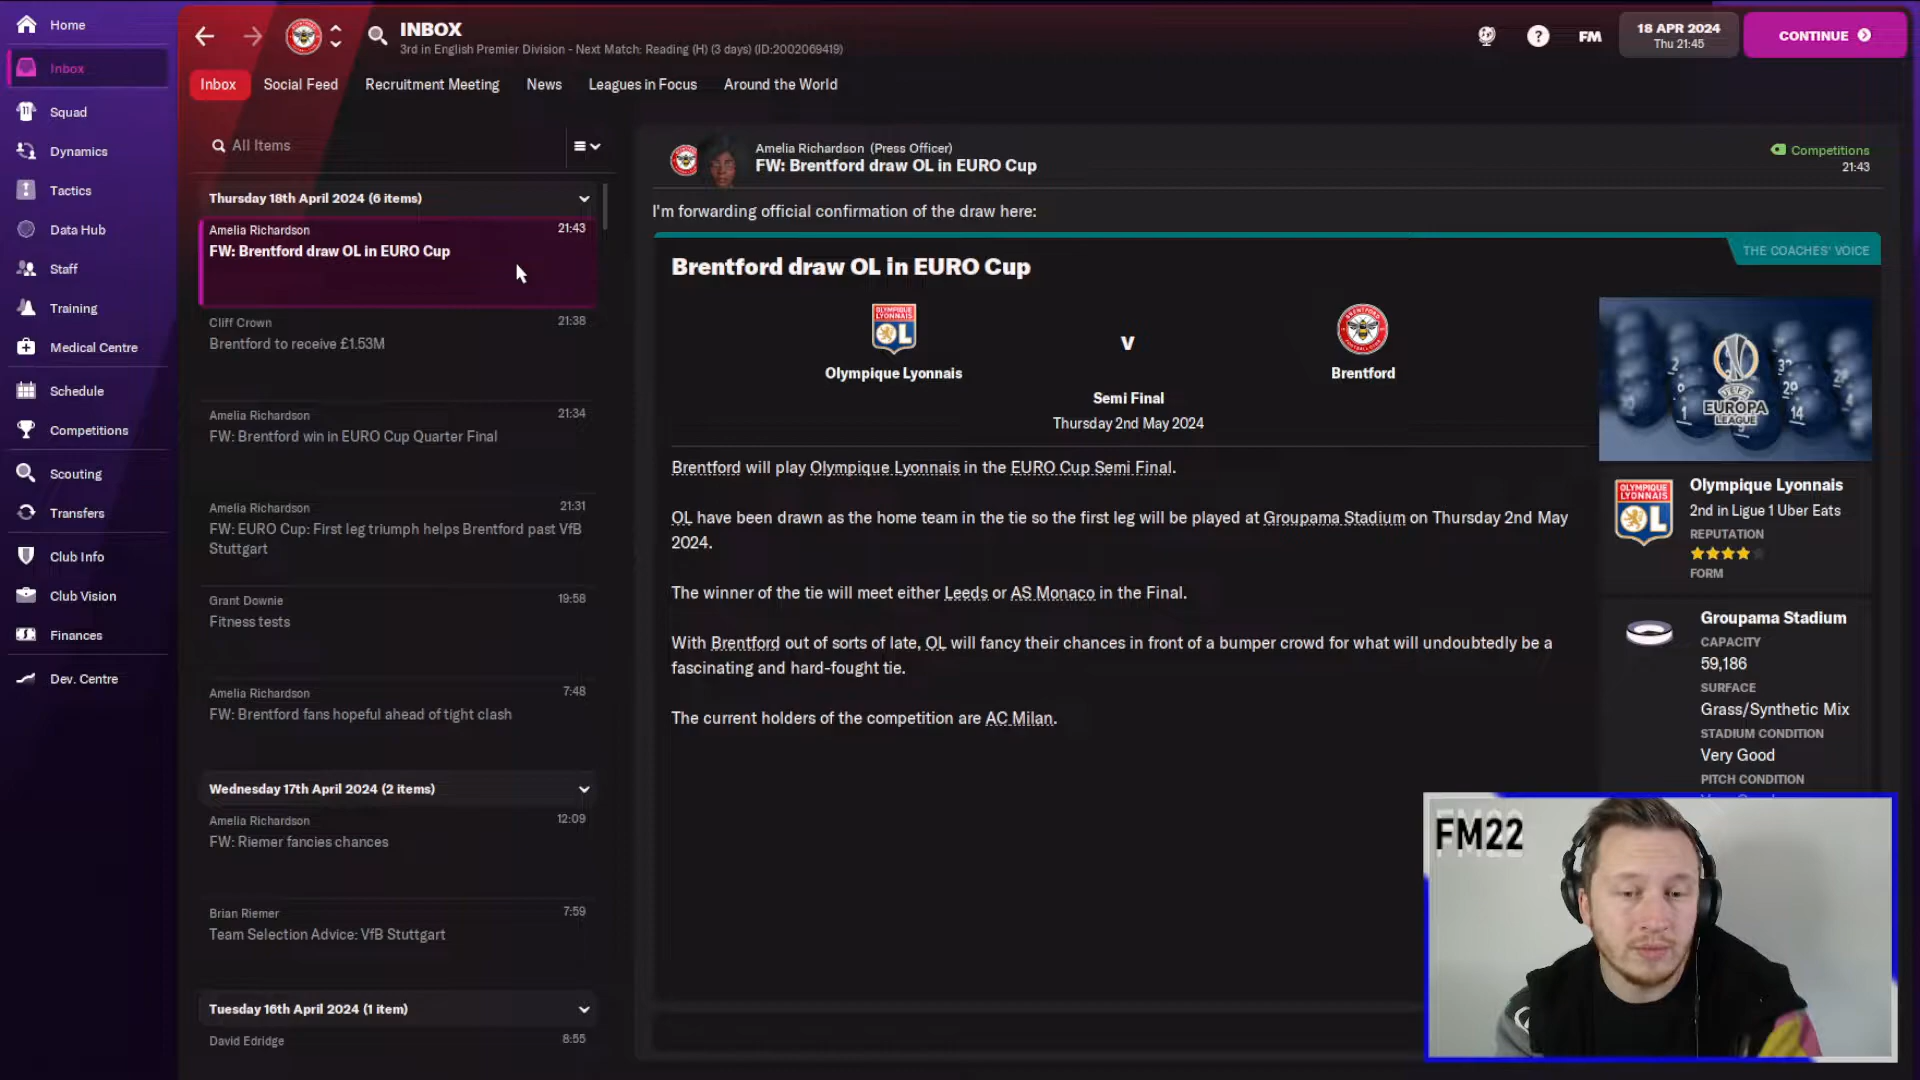 Home
Inbox
Squad
Dynamics
Tactics
Data Hub
Staff
Training
Medical Centre
Schedule
Competitions
Scouting
Transfers
Club Info
Club Vision
Finances
Dev. Centre
INBOX
3rd in English Premier Division - Next Match: Reading (H) (3 days) (ID:2002069419)
?
FM
18 APR 2024
Thu 21:45
CONTINUE
Inbox
Social Feed
Recruitment Meeting
News
Leagues in Focus
Around the World
All Items
Thursday 18th April 2024 (6 items)
Amelia Richardson 21:43
FW: Brentford draw OL in EURO Cup
Cliff Crown 21:38
Brentford to receive £1.53M
Amelia Richardson 21:34
FW: Brentford win in EURO Cup Quarter Final
Amelia Richardson 21:31
FW: EURO Cup: First leg triumph helps Brentford past VfB
Stuttgart
Grant Downie 19:58
Fitness tests
Amelia Richardson 7:48
FW: Brentford fans hopeful ahead of tight clash
Wednesday 17th April 2024 (2 items)
Amelia Richardson 12:09
FW: Riemer fancies chances
Brian Riemer 7:59
Team Selection Advice: VfB Stuttgart
Tuesday 16th April 2024 (1 item)
David Edridge 8:55
Amelia Richardson (Press Officer)
FW: Brentford draw OL in EURO Cup
Competitions
21:43
I'm forwarding official confirmation of the draw here:
THE COACHES' VOICE
Brentford draw OL in EURO Cup
OLYMPIQUE
LYONNAIS
OL
v
Olympique Lyonnais
Brentford
Semi Final
Thursday 2nd May 2024
Brentford will play Olympique Lyonnais in the EURO Cup Semi Final.
OL have been drawn as the home team in the tie so the first leg will be played at Groupama Stadium on Thursday 2nd May
2024.
The winner of the tie will meet either Leeds or AS Monaco in the Final.
With Brentford out of sorts of late, OL will fancy their chances in front of a bumper crowd for what will undoubtedly be a
fascinating and hard-fought tie.
The current holders of the competition are AC Milan.
UEFA
EUROPA
LEAGUE
OLYMPIQUE
LYONNAIS
OL
Olympique Lyonnais
2nd in Ligue 1 Uber Eats
REPUTATION
FORM
Groupama Stadium
CAPACITY
59,186
SURFACE
Grass/Synthetic Mix
STADIUM CONDITION
Very Good
PITCH CONDITION
FM22